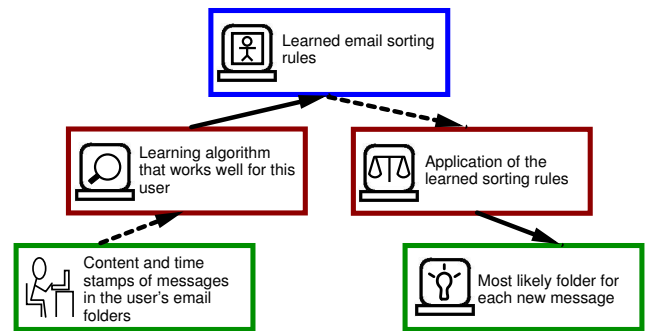 Learned email sorting
rules
Learning algorithm
that works well for this
user
Application of the
learned sorting rules
Content and time
stamps of messages
in the user's email
folders
Most likely folder for
each new message